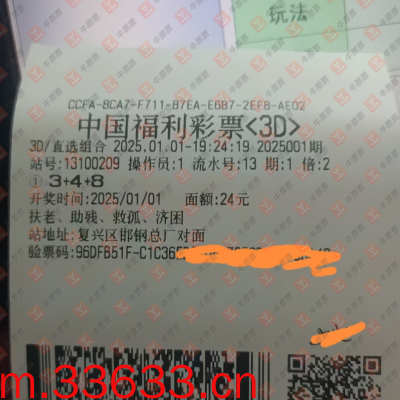 玩法
CCFA-8CA7-F711-B7EA-E6B7-2EFB-AE02
中国福利彩票<3D>
3D/直选组合 2025.01.01-19:24:19 2025001期
站号:13100209 操作员:1 流水号:13 期:1 倍:2
① 3+4+8
开奖时间:2025/01/01 面额:24元
扶老、助残、救孤、济困
站地址:复兴区邯钢总厂对面
验票码:96DFB51F-C1C36
m.33633.cn